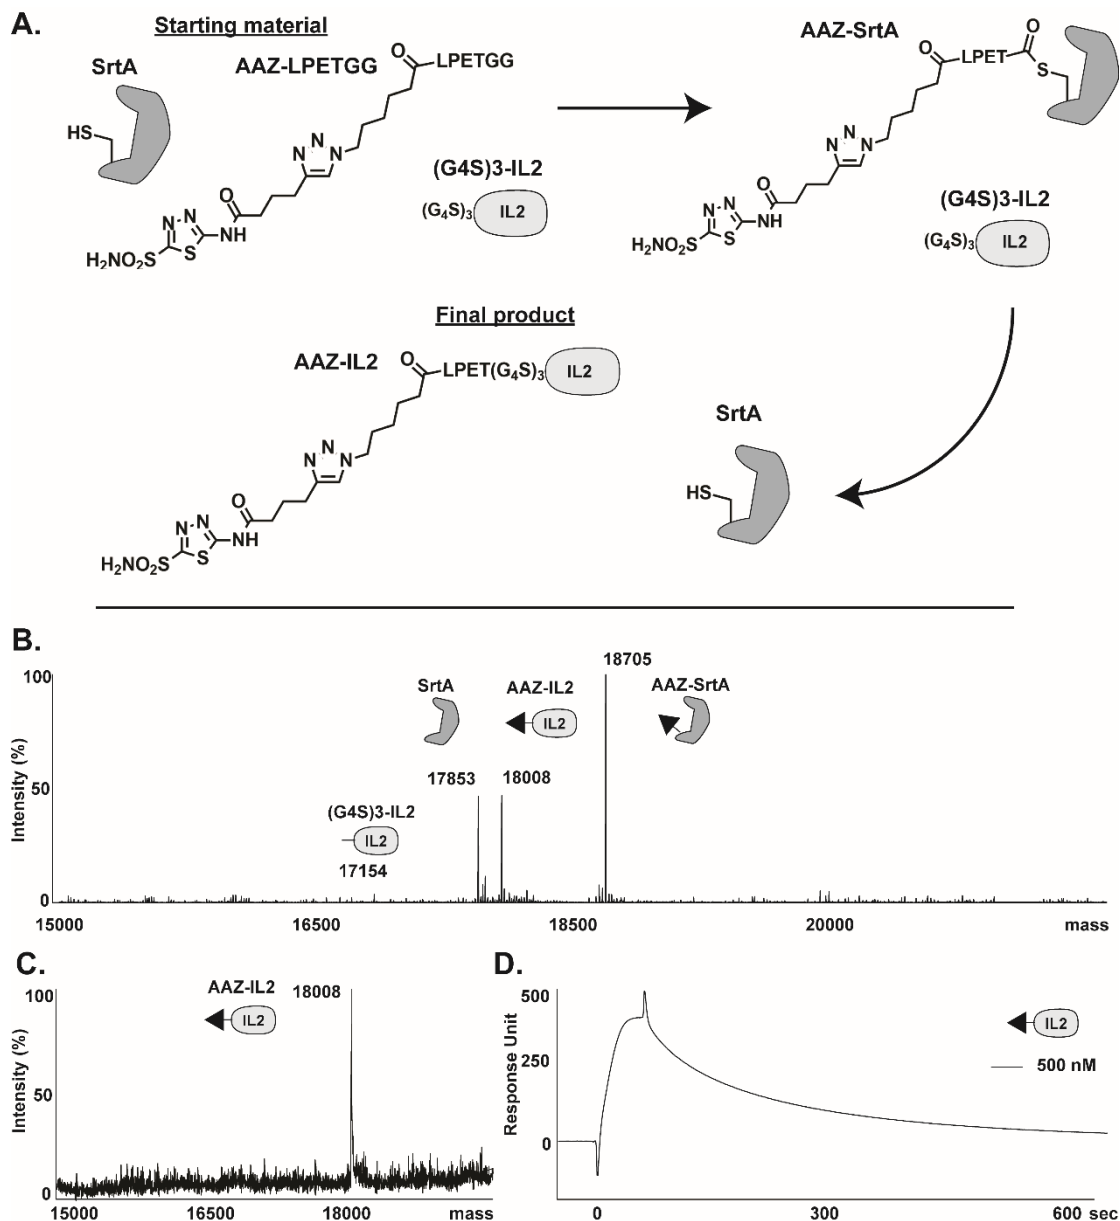 A.
Starting material
SrtA
AAZ-LPETGG
O
LPETGG
HS
N
N
N
(G4S)3-IL2
(G₄S)₃
IL2
O
N
N
S
NH
H₂NO₂S
AAZ-SrtA
O
LPET
O
S
N
N
N
(G4S)3-IL2
(G₄S)₃
IL2
O
N
N
S
NH
H₂NO₂S
Final product
AAZ-IL2
O
LPET(G₄S)₃
IL2
N
N
N
SrtA
HS
O
N
N
S
NH
H₂NO₂S
B.
100
50
0
Intensity (%)
18705
SrtA
AAZ-IL2
IL2
AAZ-SrtA
17853
18008
(G4S)3-IL2
IL2
17154
15000
16500
18500
20000
mass
C.
AAZ-IL2
IL2
18008
100
50
0
Intensity (%)
15000
16500
18000
mass
D.
500
250
0
Response Unit
IL2
500 nM
0
300
600
sec